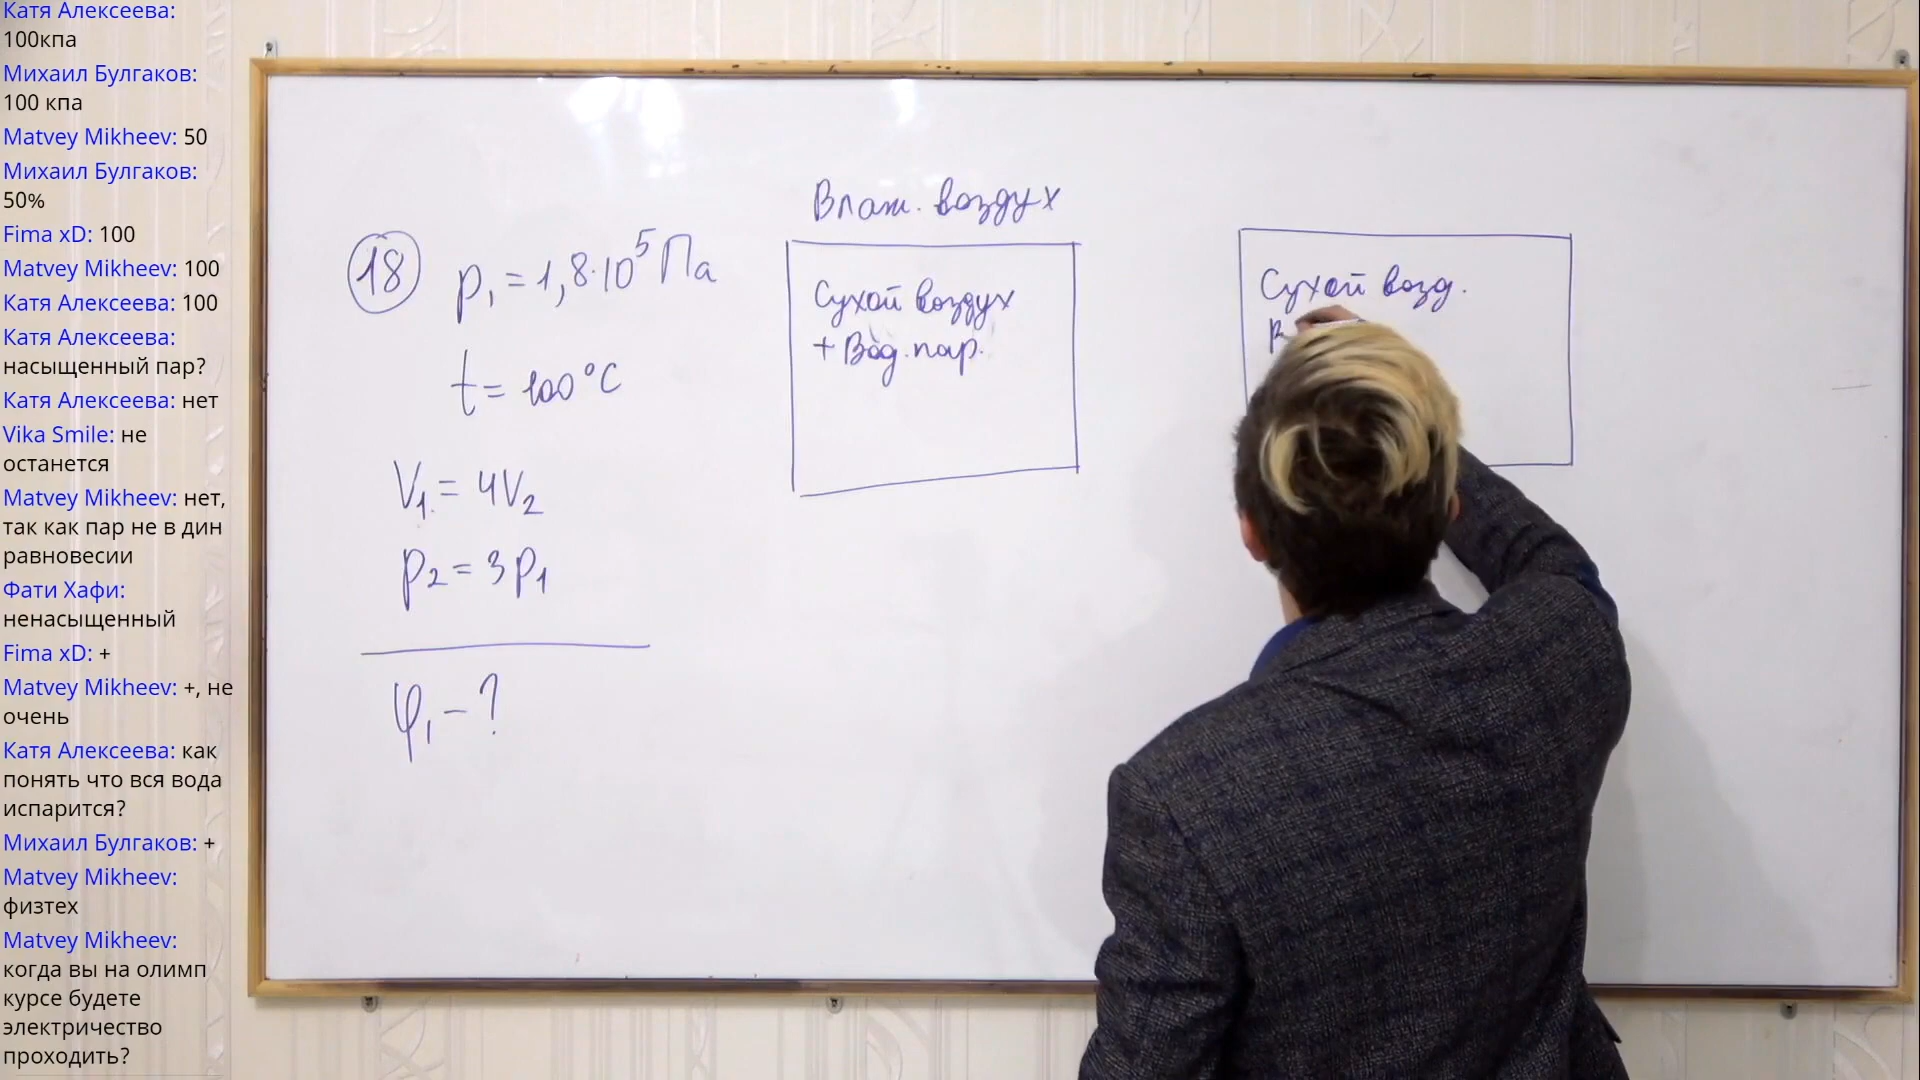 Катя Алексеева:
100кпа
Михаил Булгаков:
100 кпа
Matvey Mikheev: 50
Михаил Булгаков:
50%
Fima xD: 100
Matvey Mikheev: 100
Катя Алексеева: 100
Катя Алексеева:
насыщенный пар?
Катя Алексеева: нет
Vika Smile: не
останется
Matvey Mikheev: нет,
так как пар не в дин
равновесии
Фати Хафи:
ненасыщенный
Fima xD: +
Matvey Mikheev: +, не
очень
Катя Алексеева: как
понять что вся вода
испарится?
Михаил Булгаков: +
Matvey Mikheev:
физтех
Matvey Mikheev:
когда вы на олимп
курсе будете
электричество
проходить?
18
p₁ = 1,8·10⁵ Па
t = 100°C
V₁ = 4V₂
p₂ = 3p₁
φ₁ - ?
Влаж. воздух
Сухой воздух
+ Вод. пар.
Сухой возд.